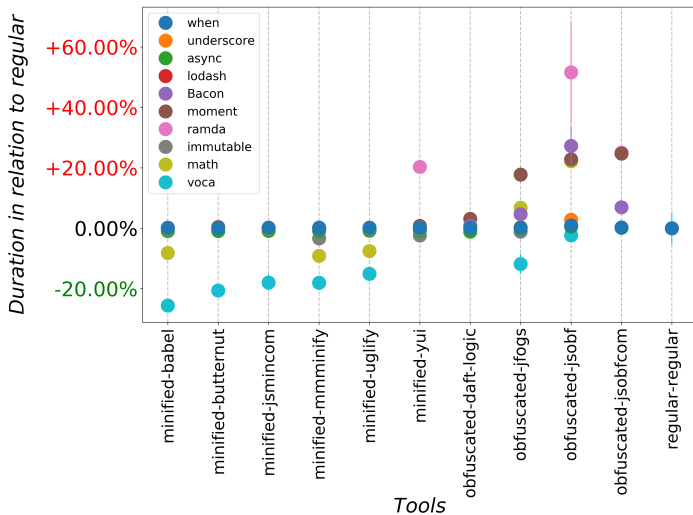 Duration in relation to regular
+60.00%
+40.00%
+20.00%
0.00%
-20.00%
when
underscore
async
lodash
Bacon
moment
ramda
immutable
math
voca
minified-babel
minified-butternut
minified-jsmincom
minified-mmminify
minified-uglify
minified-yui
obfuscated-daft-logic
obfuscated-jfogs
obfuscated-jsobf
obfuscated-jsobfcom
regular-regular
Tools